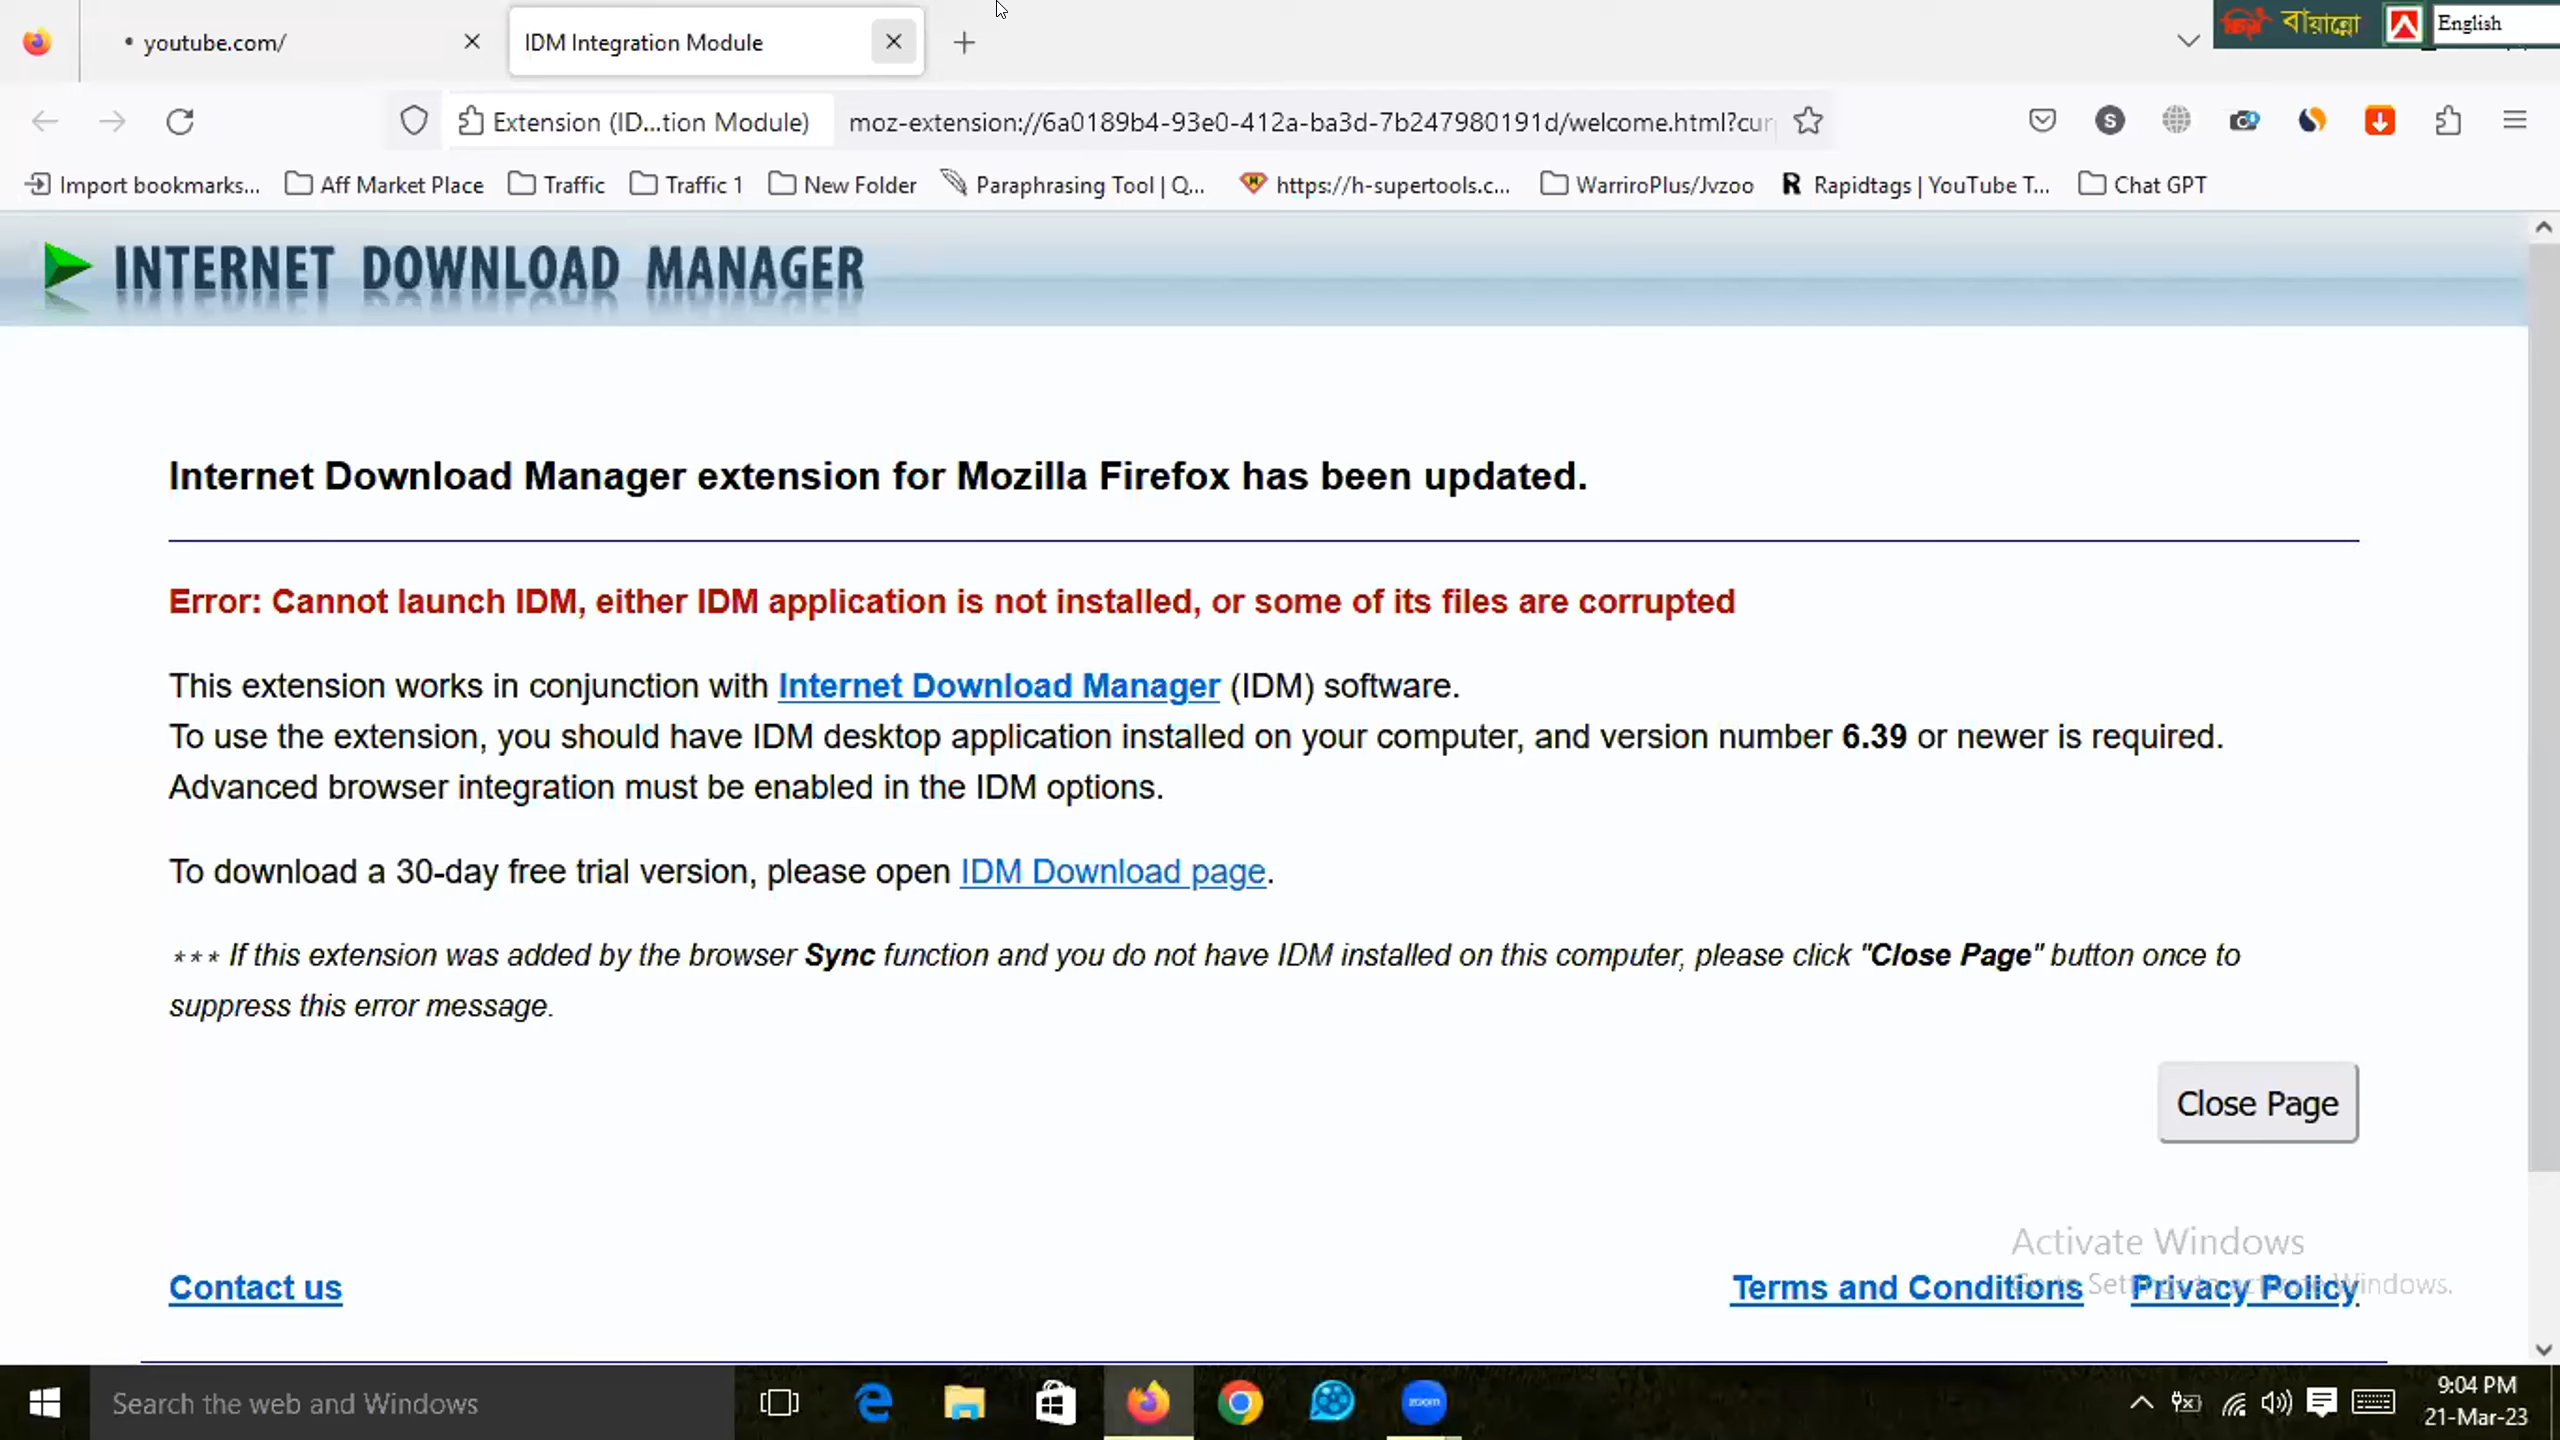 youtube.com/
IDM Integration Module
বায়ান্নো
English
Extension (ID...tion Module)
moz-extension://6a0189b4-93e0-412a-ba3d-7b247980191d/welcome.html?cur
S
Import bookmarks...
Aff Market Place
Traffic
Traffic 1
New Folder
Paraphrasing Tool | Q...
https://h-supertools.c...
WarriroPlus/Jvzoo
R
Rapidtags | YouTube T...
Chat GPT
INTERNET DOWNLOAD MANAGER
Internet Download Manager extension for Mozilla Firefox has been updated.
Error: Cannot launch IDM, either IDM application is not installed, or some of its files are corrupted
This extension works in conjunction with Internet Download Manager (IDM) software.
To use the extension, you should have IDM desktop application installed on your computer, and version number 6.39 or newer is required.
Advanced browser integration must be enabled in the IDM options.
To download a 30-day free trial version, please open IDM Download page.
*** If this extension was added by the browser Sync function and you do not have IDM installed on this computer, please click "Close Page" button once to
suppress this error message.
Close Page
Activate Windows
Go to Settings to activate Windows.
Contact us
Terms and Conditions
Privacy Policy
Search the web and Windows
zoom
9:04 PM
21-Mar-23